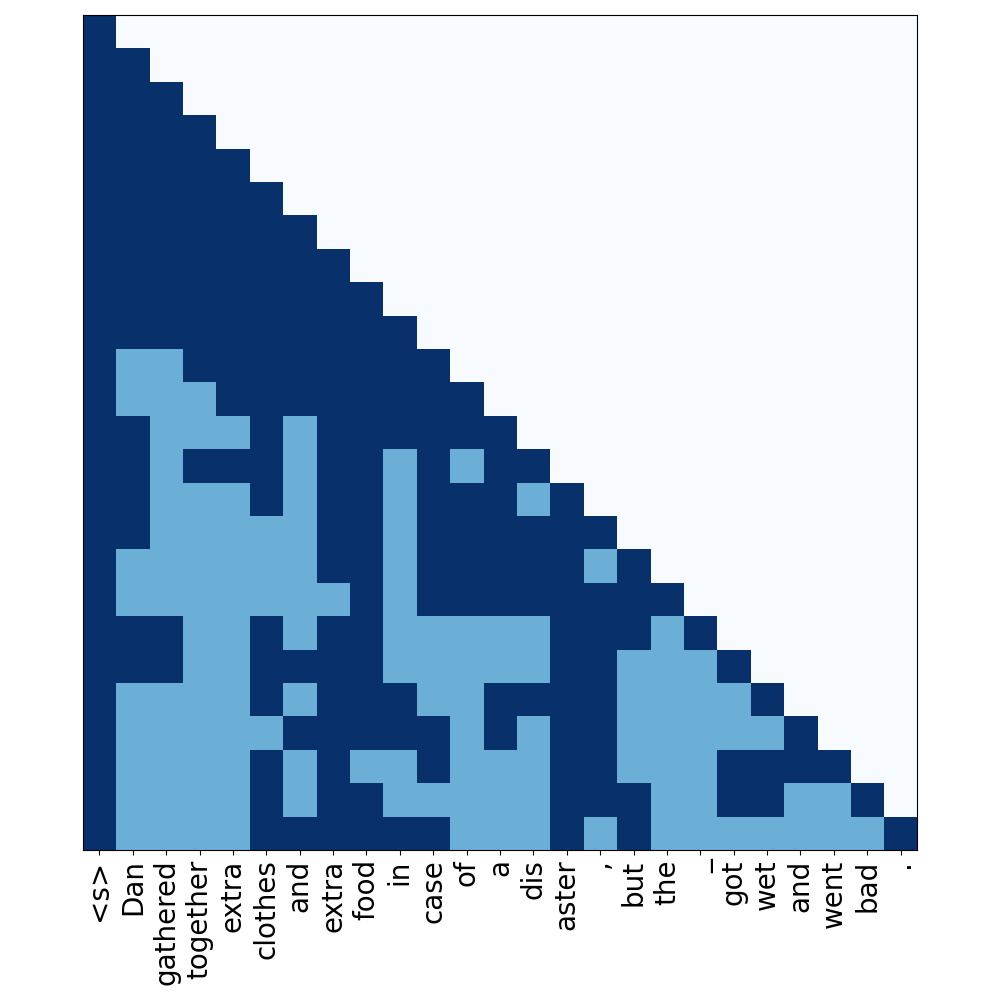 <s> Dan gathered together extra clothes and extra food in case of a dis aster , but the _ got wet and went bad .